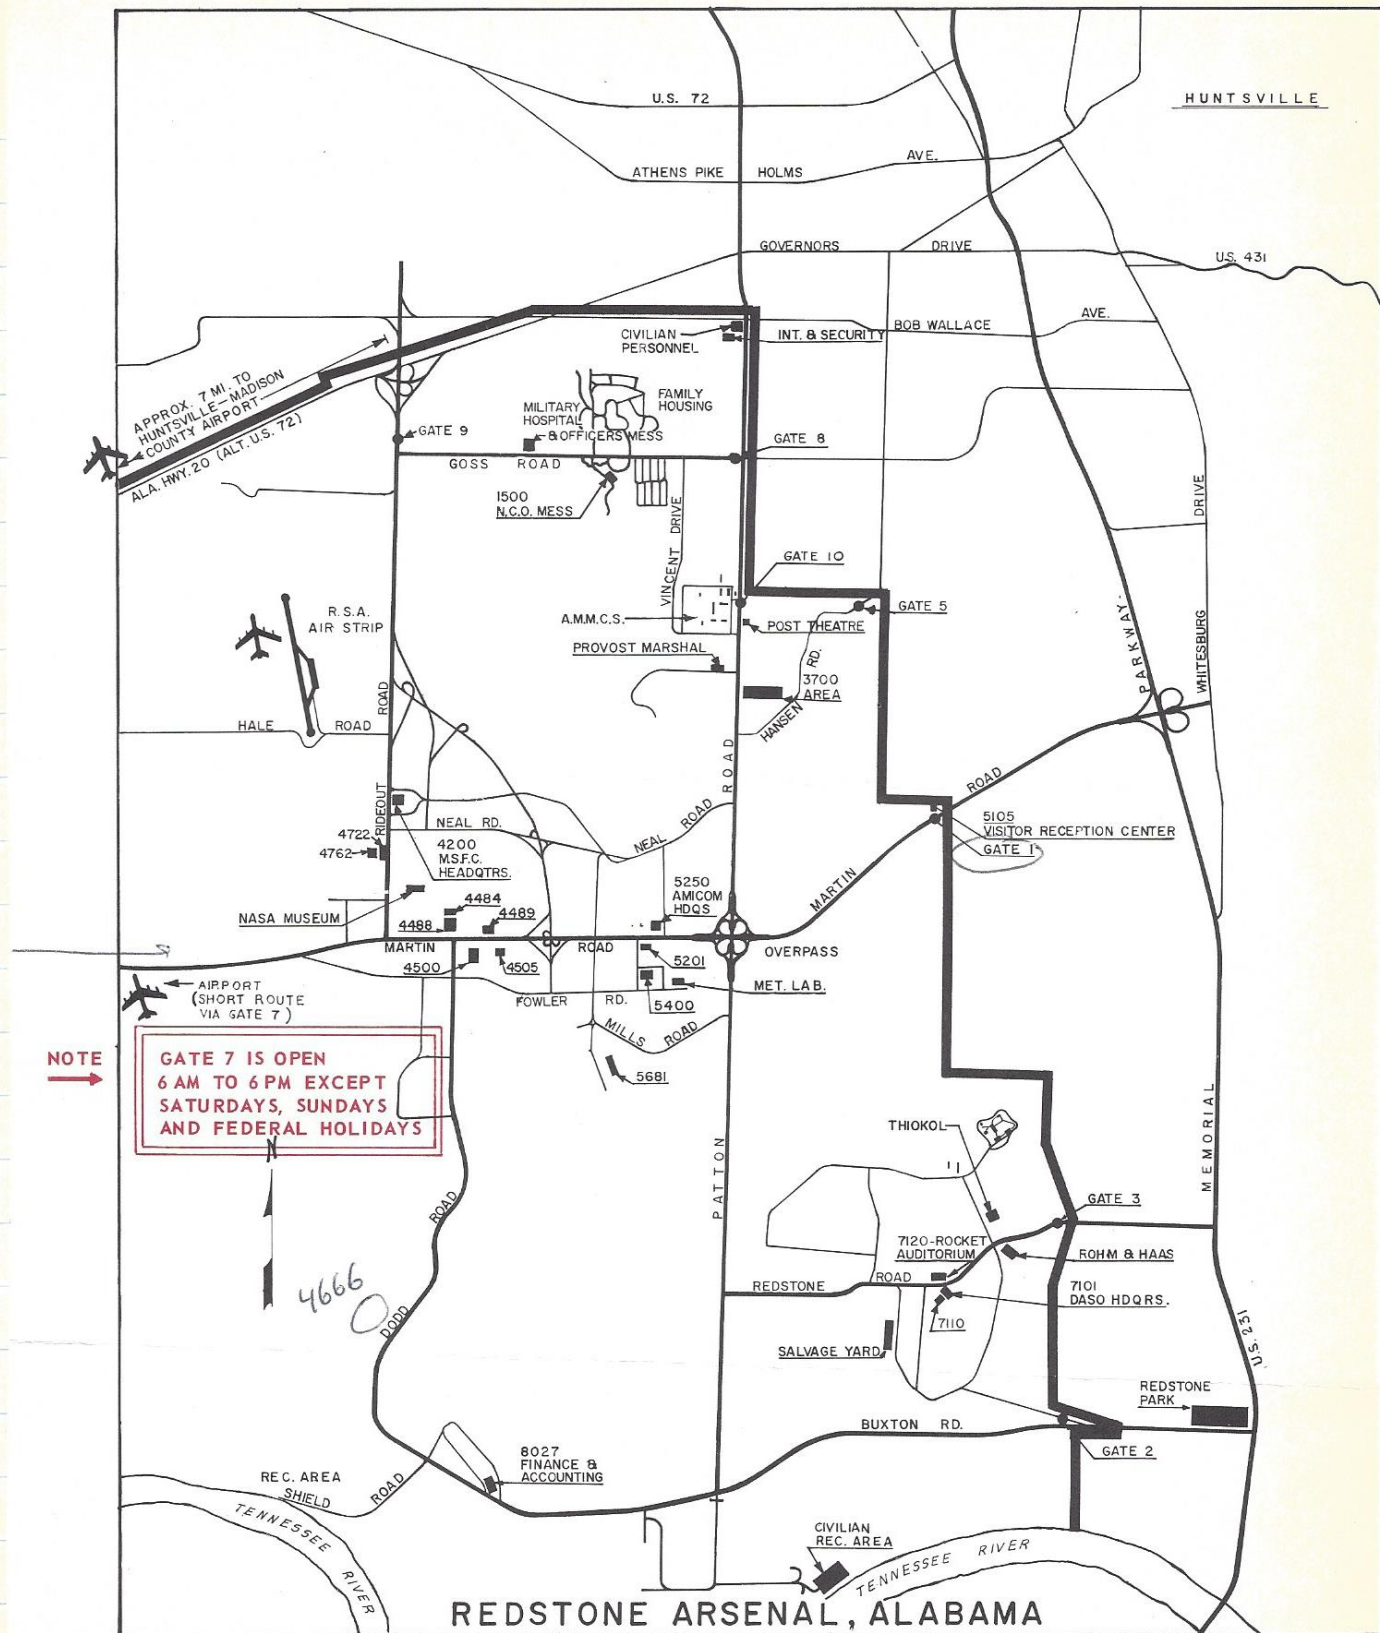 HUNTSVILLE
U.S. 72
ATHENS PIKE HOLMS AVE.
GOVERNORS DRIVE
U.S. 431
BOB WALLACE AVE.
CIVILIAN
PERSONNEL
INT. & SECURITY
APPROX. 7 MI. TO
HUNTSVILLE-MADISON
COUNTY AIRPORT
ALA. HWY. 20 (ALT. U.S. 72)
GATE 9
MILITARY
HOSPITAL
& OFFICERS MESS
FAMILY
HOUSING
GATE 8
GOSS ROAD
1500
N.C.O. MESS
VINCENT DRIVE
DRIVE
GATE 10
R.S.A.
AIR STRIP
A.M.M.C.S.
POST THEATRE
GATE 5
PROVOST MARSHAL
RD.
3700
AREA
HANSEN
PARKWAY
WHITESBURG
HALE ROAD
ROAD
ROAD
ROAD
RIDEOUT
NEAL RD.
NEAL ROAD
4722
4762
4200
M.S.F.C.
HEADQTRS.
5105
VISITOR RECEPTION CENTER
GATE 1
MARTIN
NASA MUSEUM
4484
4488
4489
5250
AMICOM
HDQS
MARTIN ROAD
OVERPASS
4500
4505
5201
MET. LAB.
AIRPORT
(SHORT ROUTE
VIA GATE 7)
FOWLER RD.
5400
MILLS ROAD
5681
NOTE
GATE 7 IS OPEN
6 AM TO 6 PM EXCEPT
SATURDAYS, SUNDAYS
AND FEDERAL HOLIDAYS
N
THIOKOL
MEMORIAL
PATTON
ROAD
GATE 3
7120-ROCKET
AUDITORIUM
ROHM & HAAS
4666
REDSTONE ROAD
7101
DASO HDQRS.
DODD
7110
SALVAGE YARD
U.S. 231
REDSTONE
PARK
BUXTON RD.
GATE 2
8027
FINANCE &
ACCOUNTING
REC. AREA
SHIELD ROAD
TENNESSEE
RIVER
CIVILIAN
REC. AREA
TENNESSEE RIVER
REDSTONE ARSENAL, ALABAMA